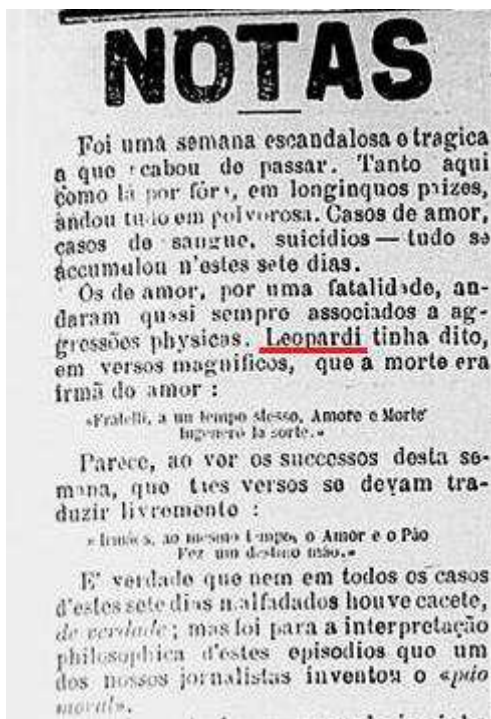 NOTAS
Foi uma semana escandalosa e tragica
a que acabou de passar. Tanto aqui
como lá por fóra, em longinquos paizes,
andou tudo em polvorosa. Casos de amor,
casos de sangue, suicidios — tudo se
accumulou n'estes sete dias.
Os de amor, por uma fatalidade, an-
daram quasi sempre associados a ag-
gressões physicas. Leopardi tinha dito,
em versos magnificos, que a morte era
irmã do amor :
«Fratelli, a un tempo stesso, Amore e Morte
Ingenerò la sorte.»
Parece, ao ver os successos desta se-
mana, que taes versos se devam tra-
duzir livremente :
«Irmãos, ao mesmo tempo, o Amor e o Páo
Fez um destino máo.»
E' verdade que nem em todos os casos
d'estes sete dias malfadados houve cacete,
de verdade ; mas foi para a interpretação
philosophica d'estes episodios que um
dos nossos jornalistas inventou o «páo
moral».